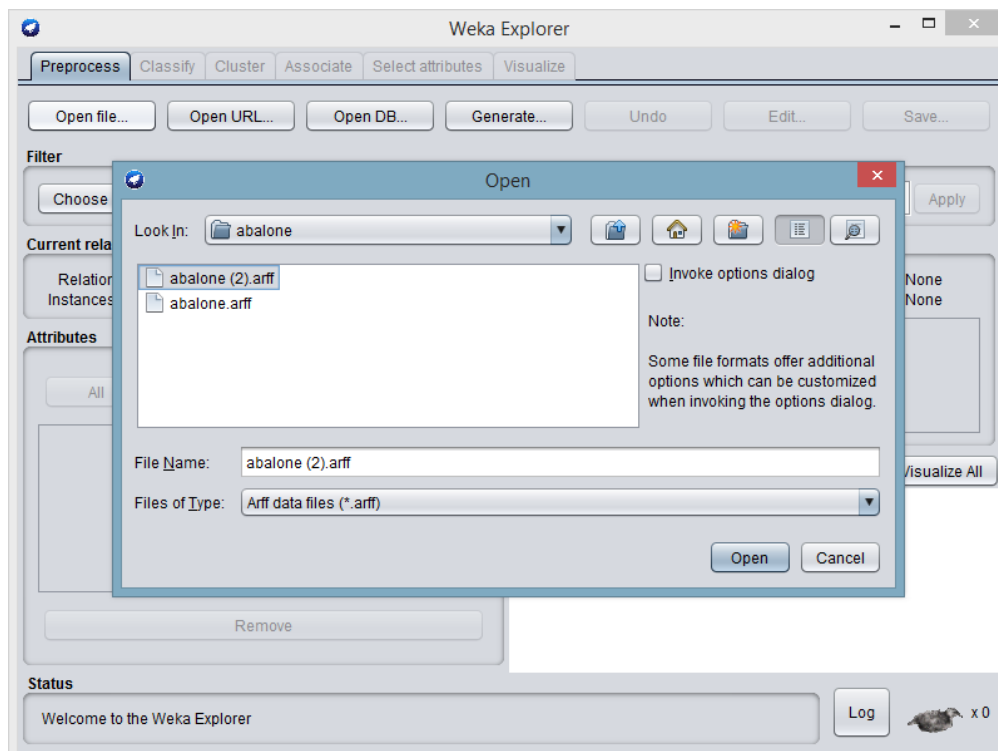 Weka Explorer
Preprocess Classify Cluster Associate Select attributes Visualize
Open file... Open URL... Open DB... Generate... Undo Edit... Save...
Filter
Choose
Apply
Open
Look In: abalone
abalone (2).arff
abalone.arff
Invoke options dialog
Note:
Some file formats offer additional
options which can be customized
when invoking the options dialog.
File Name: abalone (2).arff
Files of Type: Arff data files (*.arff)
Open Cancel
Current rela
Relation
Instances
None
None
Attributes
All
Visualize All
Remove
Status
Welcome to the Weka Explorer
Log
x 0